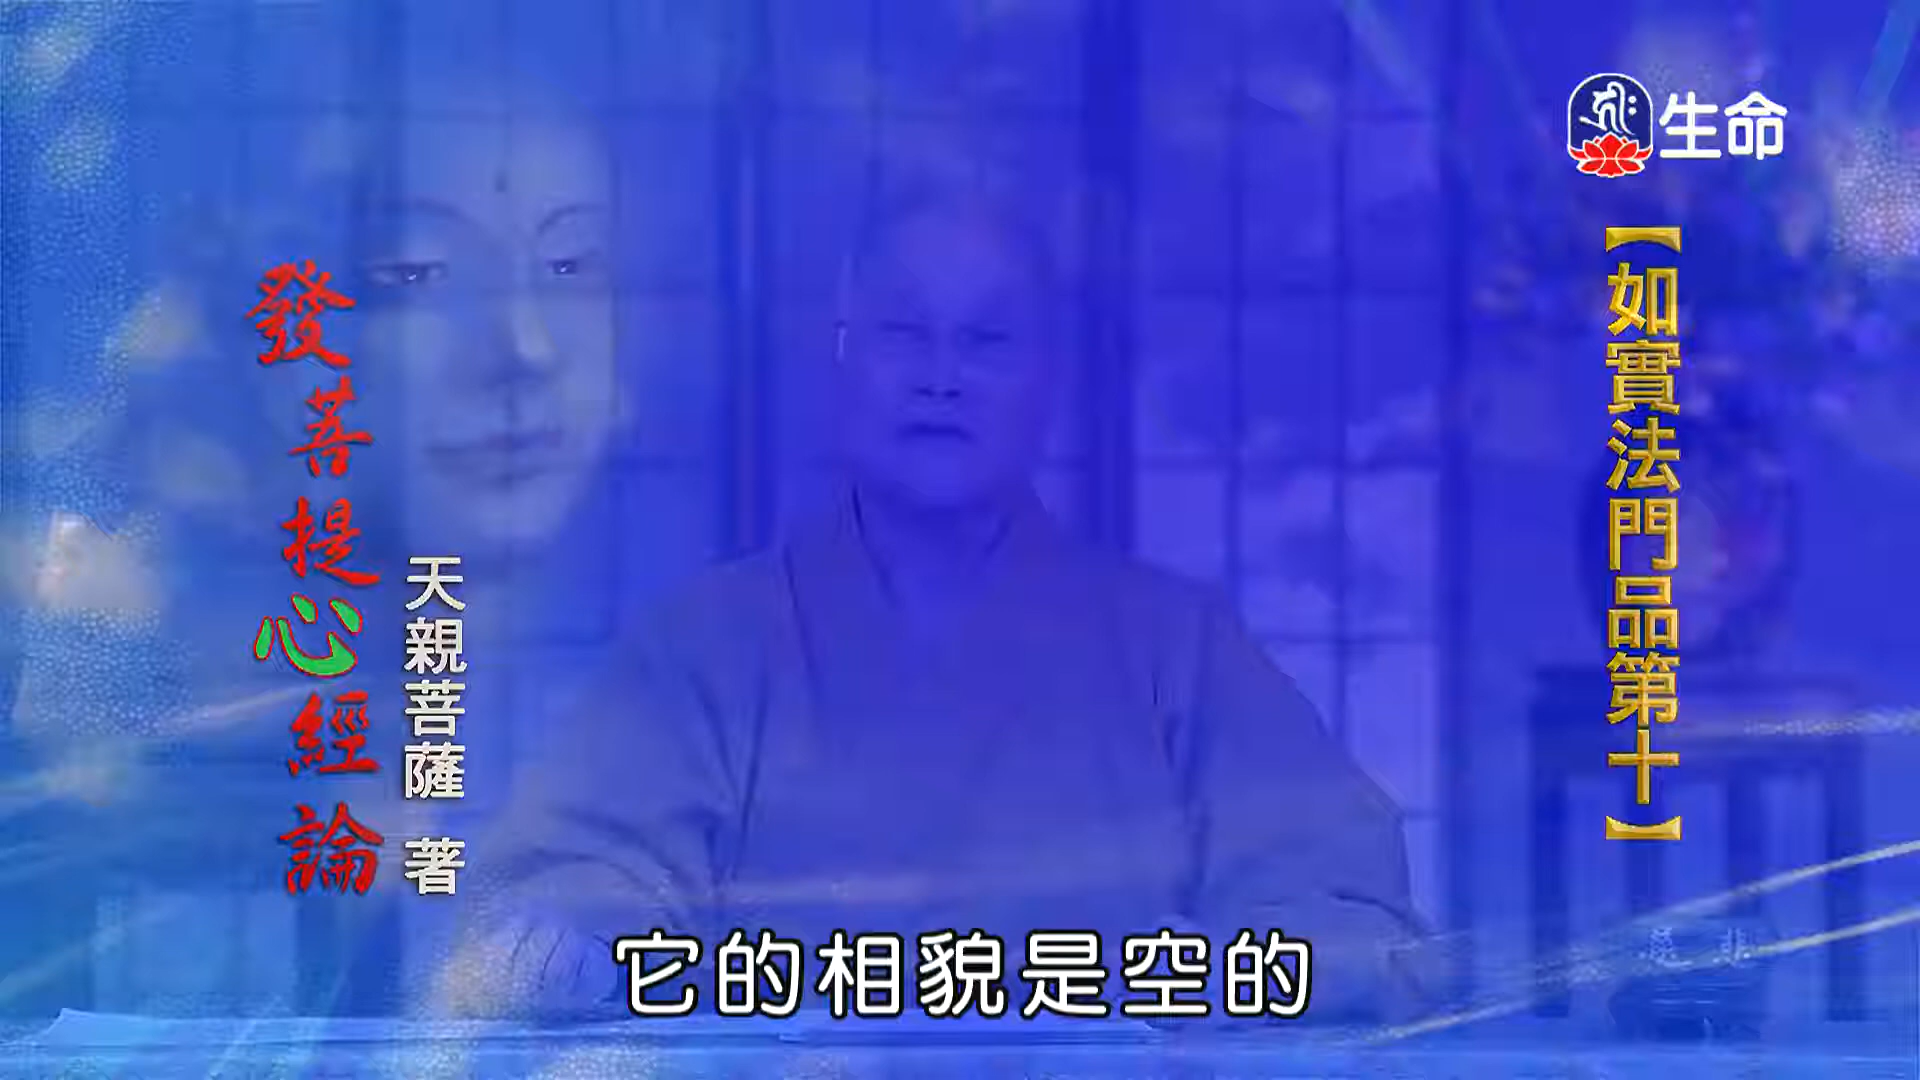 生命
【如實法門品第十】
發菩提心經論
天親菩薩 著
它的相貌是空的